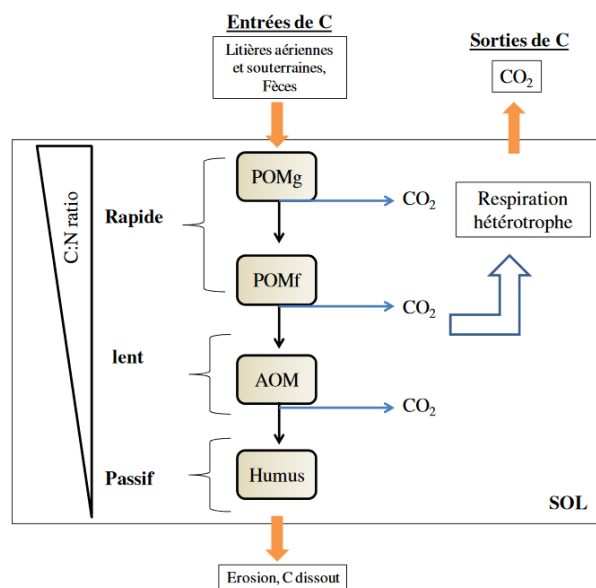 Entrées de C
Litières aériennes
et souterraines,
Fèces
Sorties de C
CO₂
C:N ratio
Rapide
POMg
CO₂
Respiration
hétérotrophe
POMf
CO₂
lent
AOM
CO₂
Passif
Humus
SOL
Erosion, C dissout